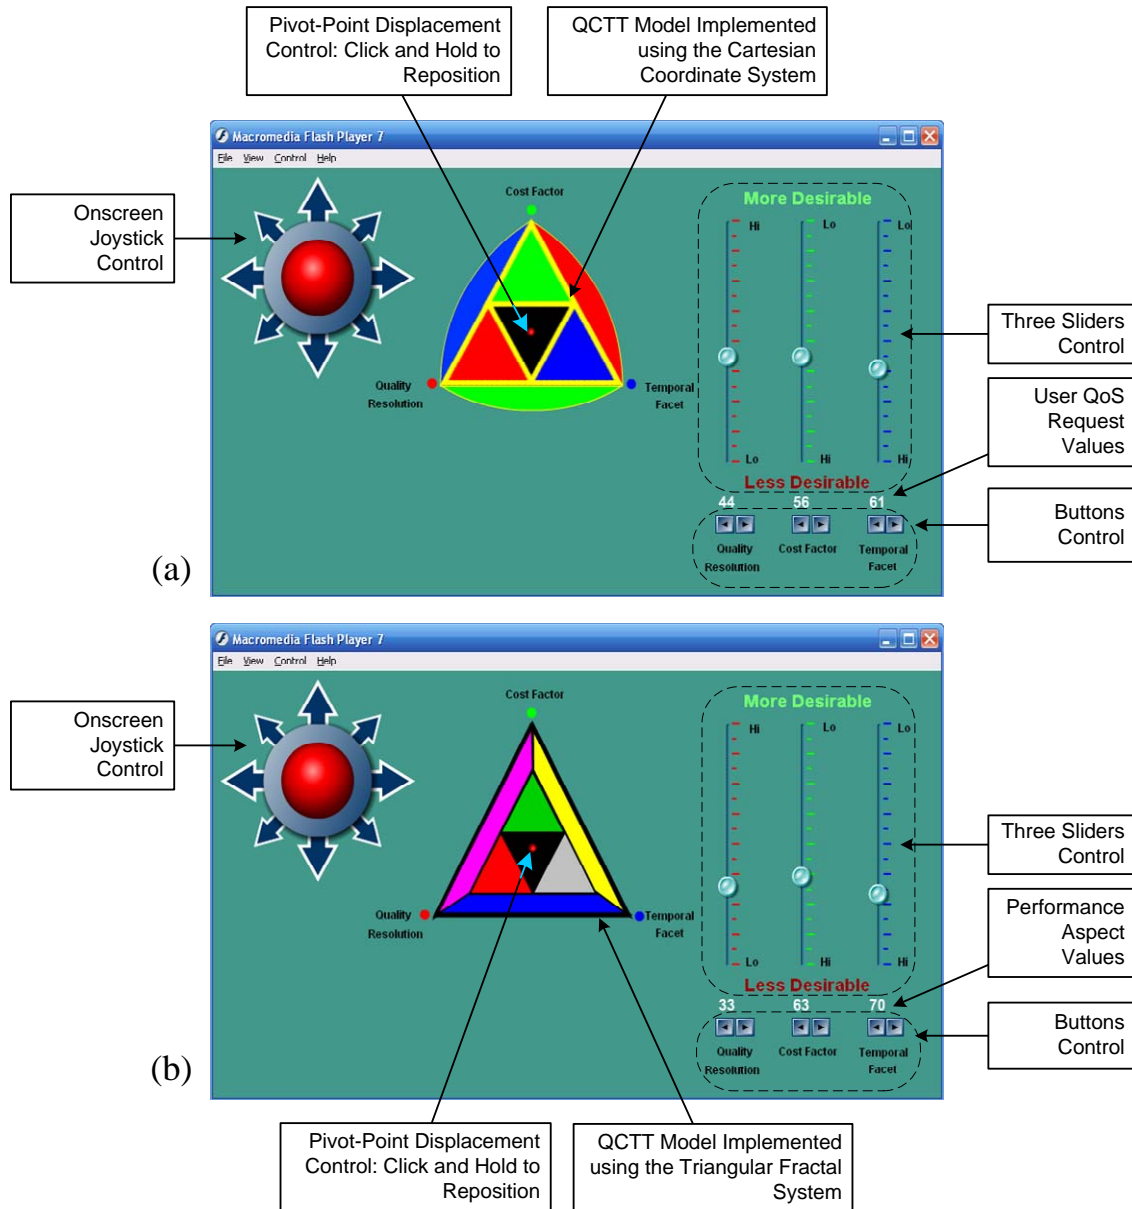 Pivot-Point Displacement
Control: Click and Hold to
Reposition
QCTT Model Implemented
using the Cartesian
Coordinate System
Macromedia Flash Player 7
File View Control Help
Onscreen
Joystick
Control
Cost Factor
Quality
Resolution
Temporal
Facet
More Desirable
Hi
Lo
Lo
Lo
Hi
Hi
Less Desirable
44 56 61
Quality
Resolution
Cost Factor
Temporal
Facet
Three Sliders
Control
User QoS
Request
Values
Buttons
Control
(a)
Macromedia Flash Player 7
File View Control Help
Onscreen
Joystick
Control
Cost Factor
Quality
Resolution
Temporal
Facet
More Desirable
Hi
Lo
Lo
Lo
Hi
Hi
Less Desirable
33 63 70
Quality
Resolution
Cost Factor
Temporal
Facet
Three Sliders
Control
Performance
Aspect
Values
Buttons
Control
(b)
Pivot-Point Displacement
Control: Click and Hold to
Reposition
QCTT Model Implemented
using the Triangular Fractal
System